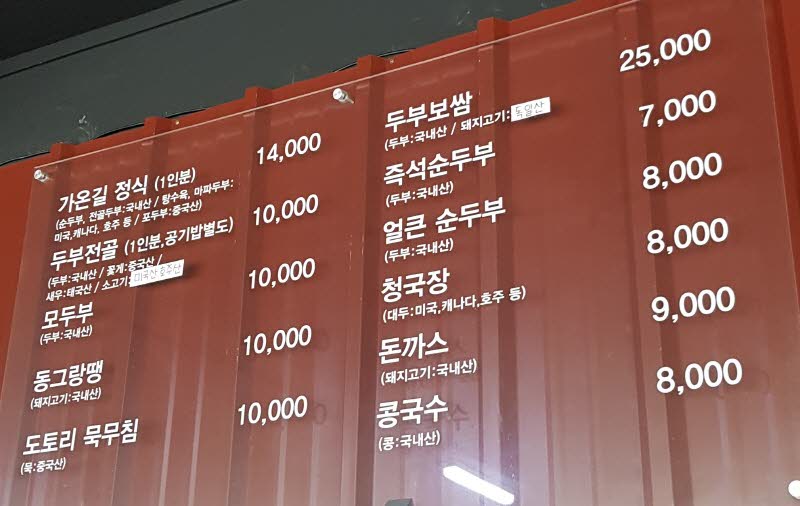 가온길 정식 (1인분) 14,000
(순두부, 전골두부:국내산 / 탕수육, 마파두부:
미국,캐나다, 호주 등 / 포두부:중국산)
두부전골 (1인분,공기밥별도) 10,000
(두부:국내산 / 꽃게:중국산 /
새우:태국산 / 소고기:미국산호주산
모두부 10,000
(두부:국내산)
동그랑땡 10,000
(돼지고기:국내산)
도토리 묵무침 10,000
(묵:중국산)
두부보쌈 25,000
(두부:국내산 / 돼지고기:독일산
즉석순두부 7,000
(두부:국내산)
얼큰 순두부 8,000
(두부:국내산)
청국장 8,000
(대두:미국,캐나다,호주 등)
돈까스 9,000
(돼지고기:국내산)
콩국수 8,000
(콩:국내산)